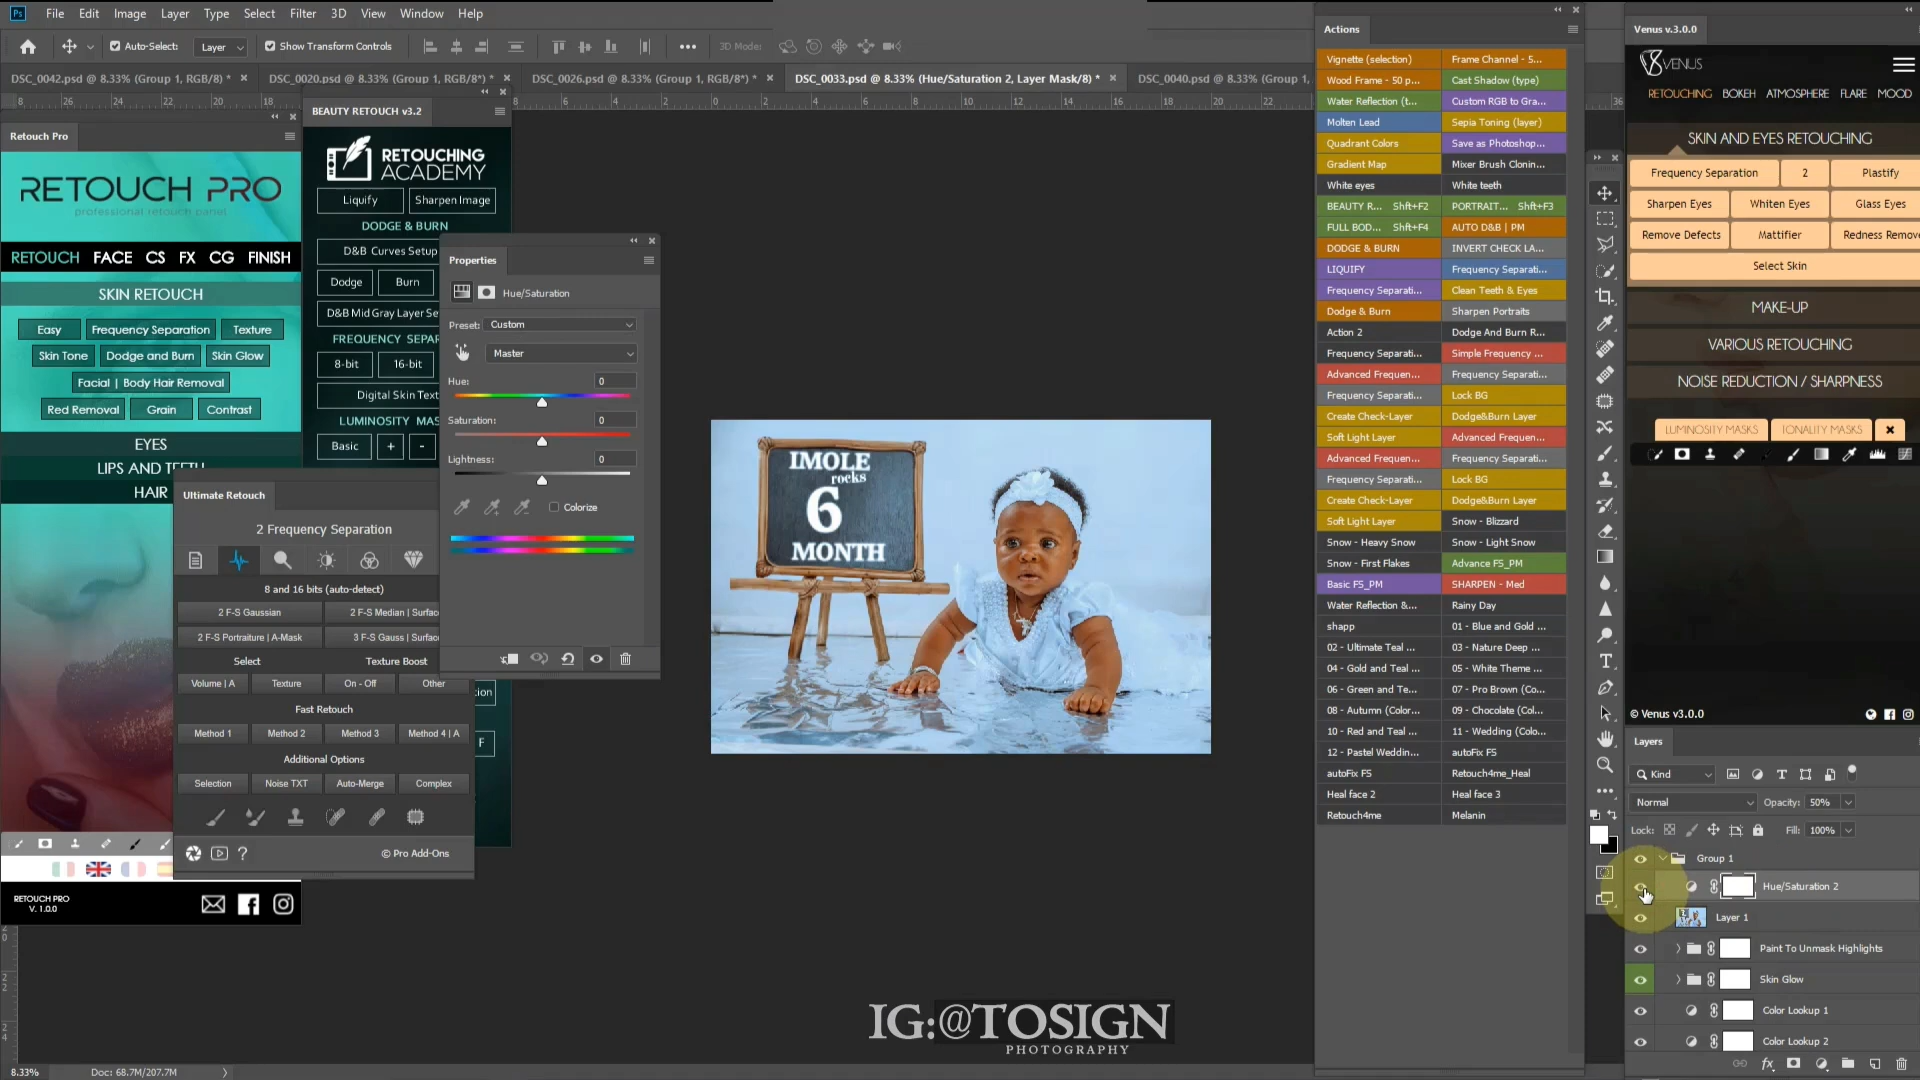 File Edit Image Layer Type Select Filter 3D View Window Help
Auto-Select: Layer Show Transform Controls 3D Mode:
DSC_0042.psd @ 8.33% (Group 1, RGB/8) * DSC_0020.psd @ 8.33% (Group 1, RGB/8*) * DSC_0026.psd @ 8.33% (Group 1, RGB/8*) * DSC_0033.psd @ 8.33% (Hue/Saturation 2, Layer Mask/8) * DSC_0040.psd @ 8.33% (Group 1,
Retouch Pro
RETOUCH PRO
professional retouch panel
RETOUCH FACE CS FX CG FINISH
SKIN RETOUCH
Easy Frequency Separation Texture
Skin Tone Dodge and Burn Skin Glow
Facial | Body Hair Removal
Red Removal Grain Contrast
EYES
LIPS AND TEETH
HAIR
RETOUCH PRO
V. 1.0.0
BEAUTY RETOUCH v3.2
RETOUCHING
ACADEMY
Liquify Sharpen Image
DODGE & BURN
D&B Curves Setup
Dodge Burn
D&B Mid Gray Layer Se
FREQUENCY SEPAR
8-bit 16-bit
Digital Skin Text
LUMINOSITY MAS
Basic + -
Ultimate Retouch
2 Frequency Separation
8 and 16 bits (auto-detect)
2 F-S Gaussian 2 F-S Median | Surfac
2 F-S Portraiture | A-Mask 3 F-S Gauss | Surfac
Select Texture Boost
Volume | A Texture On - Off Other
Fast Retouch
Method 1 Method 2 Method 3 Method 4 | A
Additional Options
Selection Noise TXT Auto-Merge Complex
© Pro Add-Ons
Properties
Hue/Saturation
Preset: Custom
Master
Hue: 0
Saturation: 0
Lightness: 0
Colorize
IMOLE
rocks
6
MONTH
IG:@TOSIGN
PHOTOGRAPHY
Actions
Vignette (selection) Frame Channel - 5...
Wood Frame - 50 p... Cast Shadow (type)
Water Reflection (t... Custom RGB to Gra...
Molten Lead Sepia Toning (layer)
Quadrant Colors Save as Photoshop...
Gradient Map Mixer Brush Clonin...
White eyes White teeth
BEAUTY R... Shft+F2 PORTRAIT... Shft+F3
FULL BOD... Shft+F4 AUTO D&B | PM
DODGE & BURN INVERT CHECK LA...
LIQUIFY Frequency Separati...
Frequency Separati... Clean Teeth & Eyes
Dodge & Burn Sharpen Portraits
Action 2 Dodge And Burn R...
Frequency Separati... Simple Frequency ...
Advanced Frequen... Frequency Separati...
Frequency Separati... Lock BG
Create Check-Layer Dodge&Burn Layer
Soft Light Layer Advanced Frequen...
Advanced Frequen... Frequency Separati...
Frequency Separati... Lock BG
Create Check-Layer Dodge&Burn Layer
Soft Light Layer Snow - Blizzard
Snow - Heavy Snow Snow - Light Snow
Snow - First Flakes Advance FS_PM
Basic FS_PM SHARPEN - Med
Water Reflection &... Rainy Day
shapp 01 - Blue and Gold ...
02 - Ultimate Teal ... 03 - Nature Deep ...
04 - Gold and Teal ... 05 - White Theme ...
06 - Green and Te... 07 - Pro Brown (Co...
08 - Autumn (Color... 09 - Chocolate (Col...
10 - Red and Teal ... 11 - Wedding (Colo...
12 - Pastel Weddin... autoFix FS
autoFix FS Retouch4me_Heal
Heal face 2 Heal face 3
Retouch4me Melanin
Venus v.3.0.0
VENUS
RETOUCHING BOKEH ATMOSPHERE FLARE MOOD
SKIN AND EYES RETOUCHING
Frequency Separation 2 Plastify
Sharpen Eyes Whiten Eyes Glass Eyes
Remove Defects Mattifier Redness Remov
Select Skin
MAKE-UP
VARIOUS RETOUCHING
NOISE REDUCTION / SHARPNESS
LUMINOSITY MASKS TONALITY MASKS
© Venus v3.0.0
Layers
Kind
Normal Opacity: 50%
Lock: Fill: 100%
Group 1
Hue/Saturation 2
Layer 1
Paint To Unmask Highlights
Skin Glow
Color Lookup 1
Color Lookup 2
8.33% Doc: 68.7M/207.7M